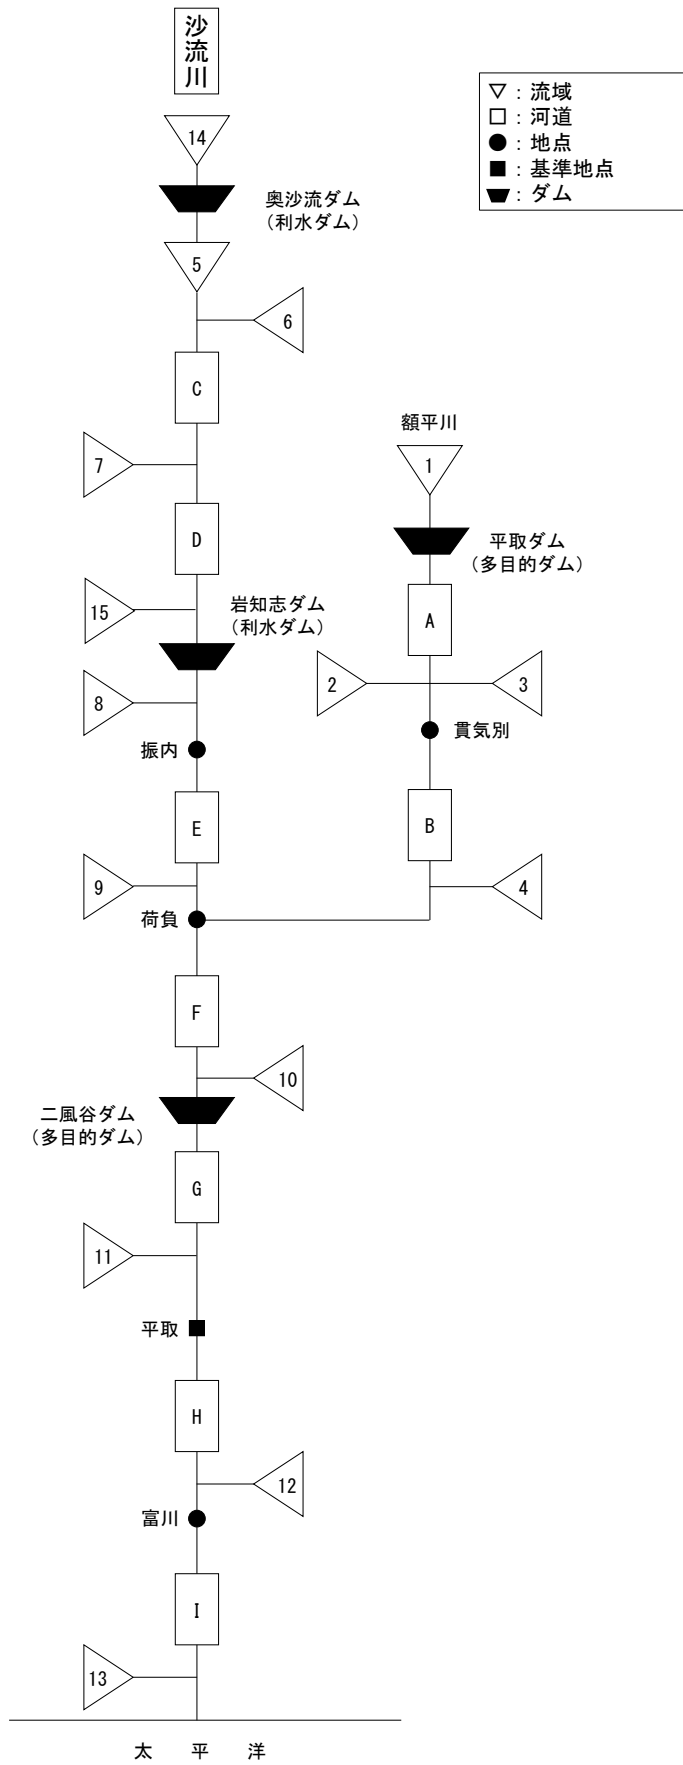 沙流川
▽：流域
□：河道
●：地点
■：基準地点
：ダム
14
奥沙流ダム
（利水ダム）
5
6
C
7
D
額平川
1
平取ダム
（多目的ダム）
A
15
岩知志ダム
（利水ダム）
2
3
8
貫気別
振内
E
B
9
4
荷負
F
10
二風谷ダム
（多目的ダム）
G
11
平取
H
12
富川
I
13
太平洋